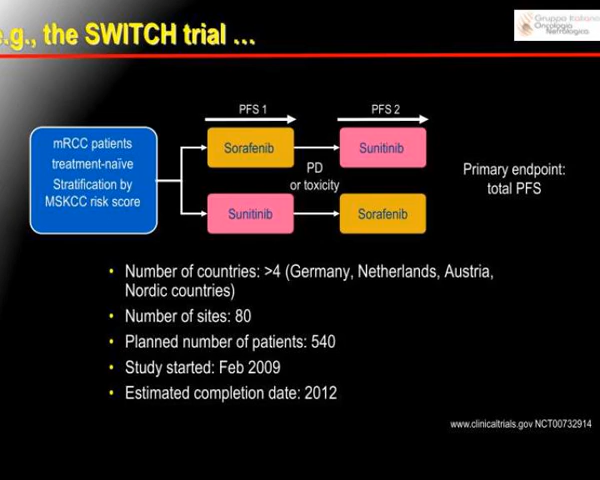 e.g., the SWITCH trial ...
Gruppo Italiano
Oncologia
Nefrologica
PFS 1
PFS 2
mRCC patients
treatment-naïve
Stratification by
MSKCC risk score
Sorafenib
Sunitinib
PD
or toxicity
Sunitinib
Sorafenib
Primary endpoint:
total PFS
• Number of countries: >4 (Germany, Netherlands, Austria,
Nordic countries)
• Number of sites: 80
• Planned number of patients: 540
• Study started: Feb 2009
• Estimated completion date: 2012
www.clinicaltrials.gov NCT00732914